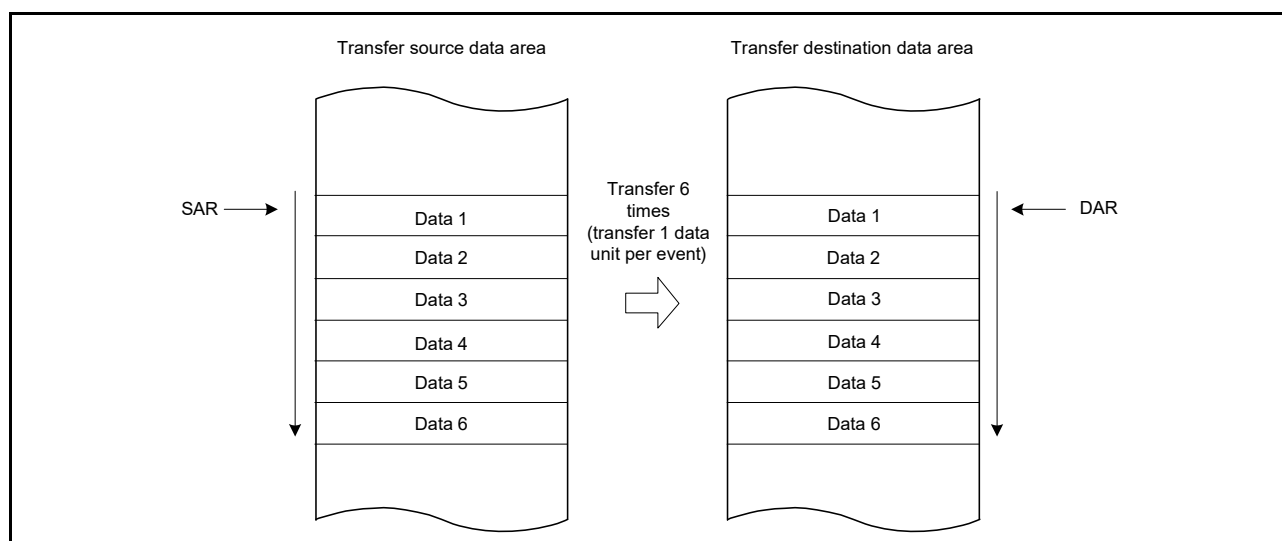 Transfer source data area
Transfer destination data area
SAR
Data 1
Data 2
Data 3
Data 4
Data 5
Data 6
Transfer 6
times
(transfer 1 data
unit per event)
Data 1
Data 2
Data 3
Data 4
Data 5
Data 6
DAR